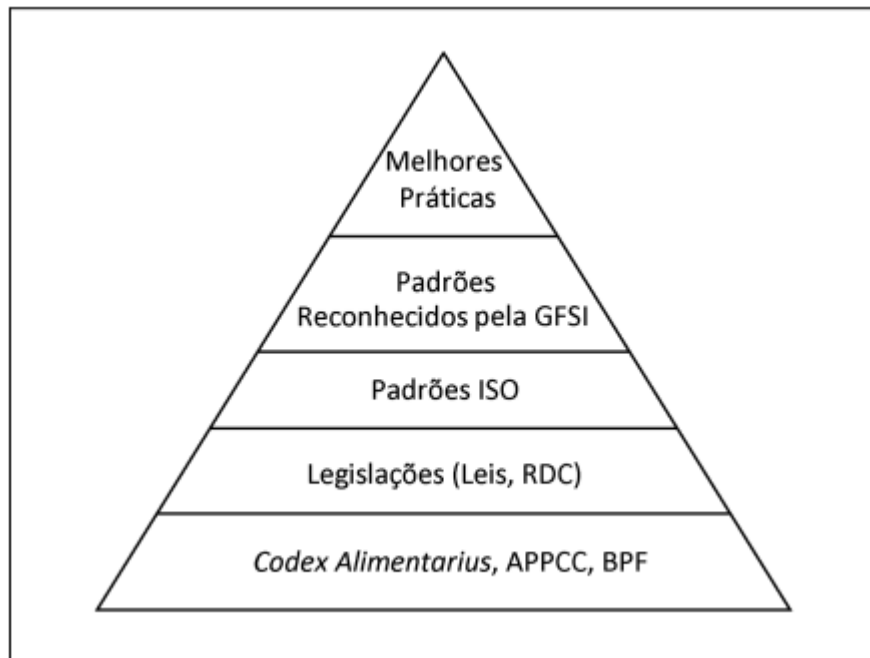 Melhores
Práticas
Padrões
Reconhecidos pela GFSI
Padrões ISO
Legislações (Leis, RDC)
Codex Alimentarius, APPCC, BPF